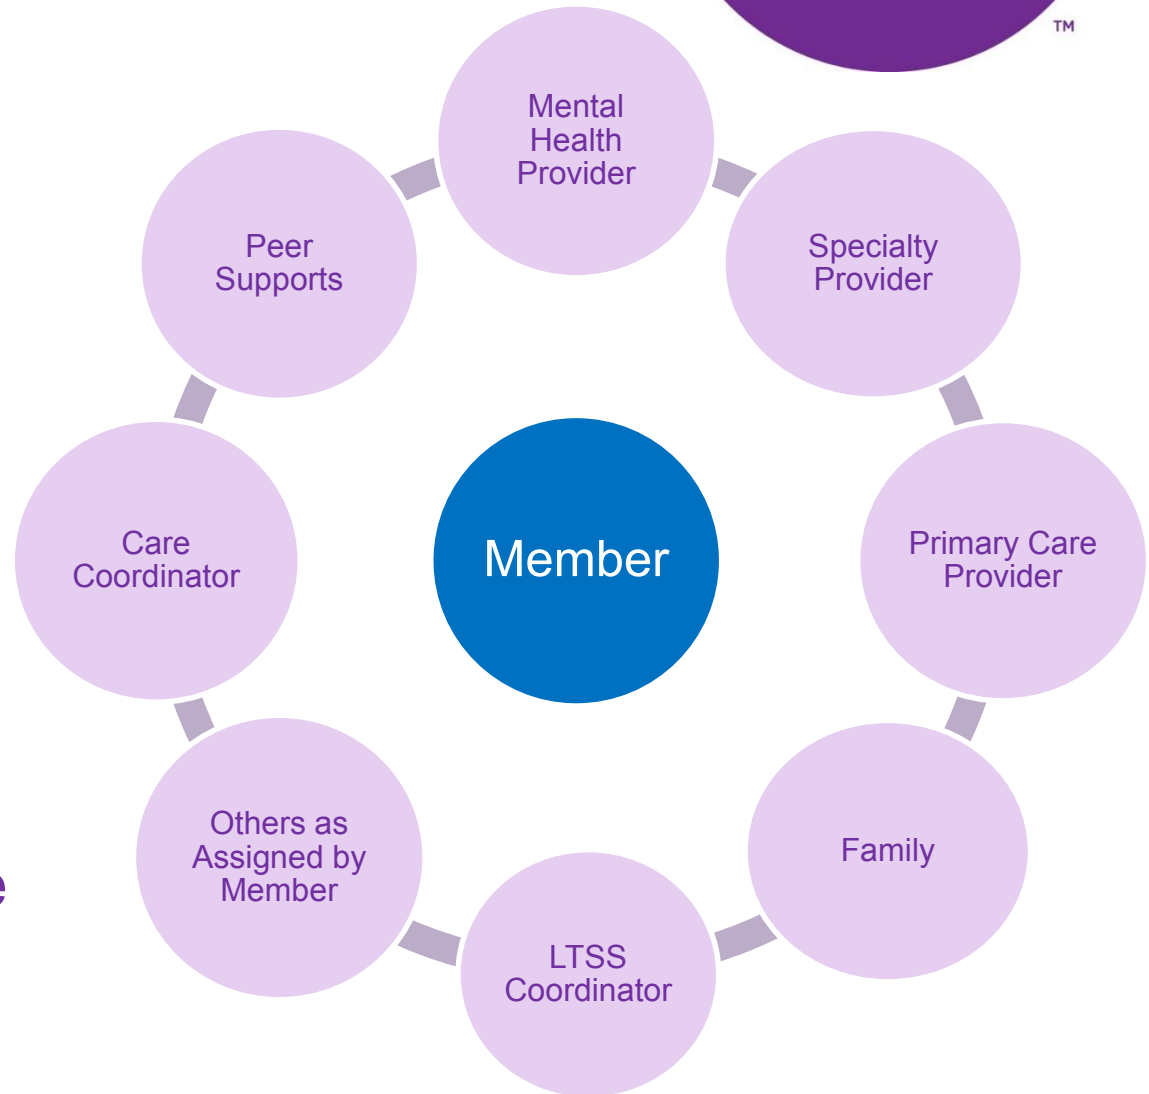 TM
Mental
Health
Provider
Specialty
Provider
Primary Care
Provider
Family
LTSS
Coordinator
Others as
Assigned by
Member
Care
Coordinator
Peer
Supports
Member
e